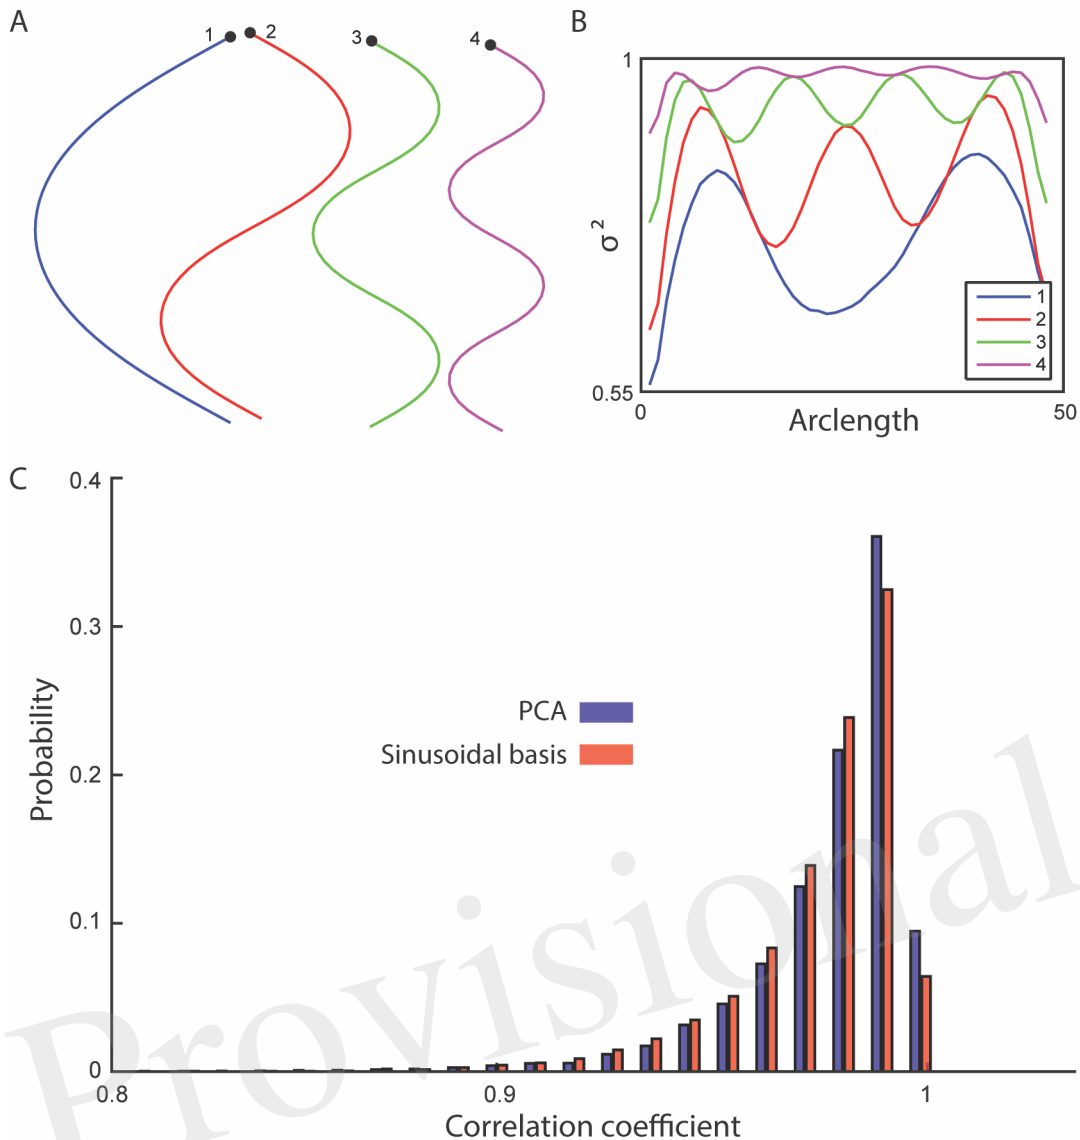 A
1
2
3
4
B
1
σ²
0.55
0
Arclength
50
1
2
3
4
C
0.4
0.3
0.2
0.1
0
Probability
PCA
Sinusoidal basis
0.8
0.9
1
Correlation coefficient
Provisional